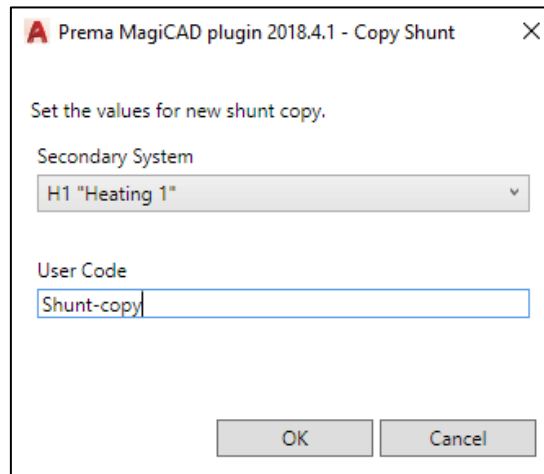 Prema MagiCAD plugin 2018.4.1 - Copy Shunt
Set the values for new shunt copy.
Secondary System
H1 "Heating 1"
User Code
Shunt-copy
OK Cancel